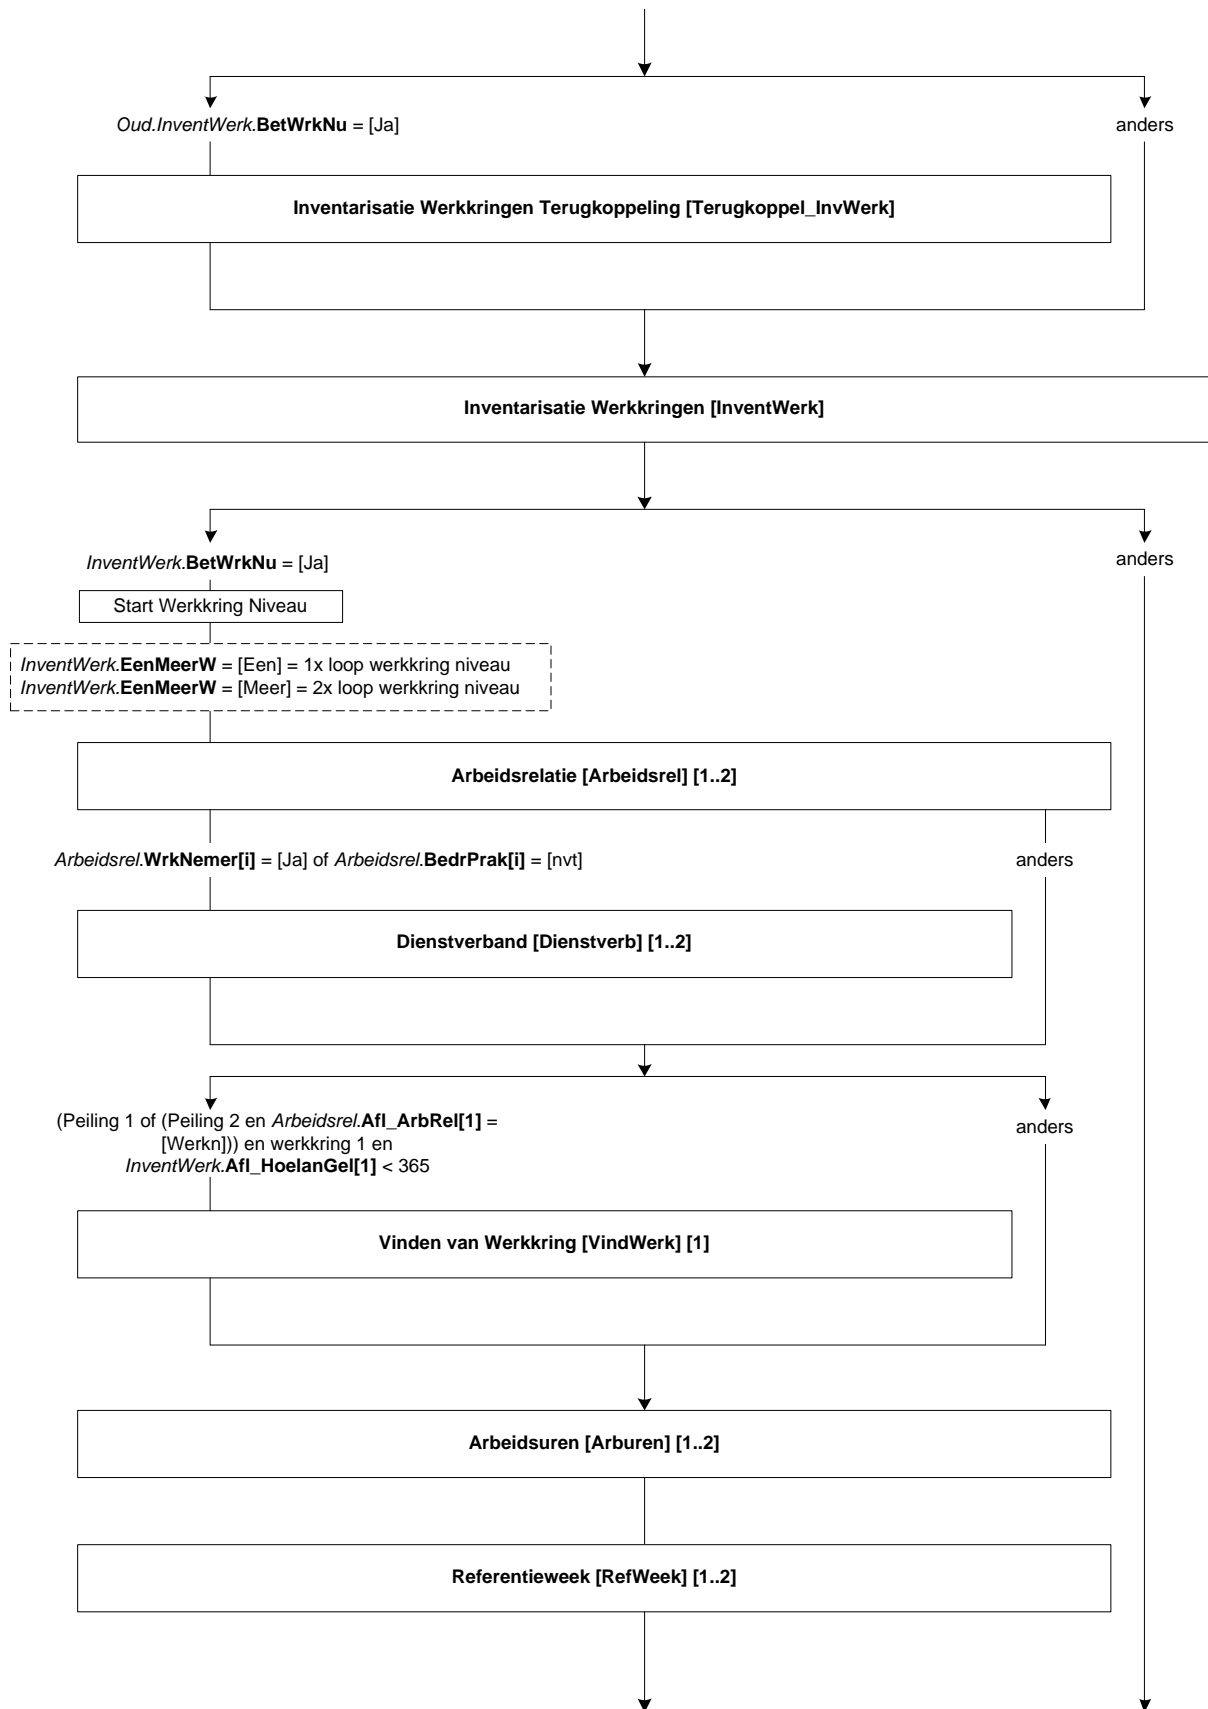 Oud.InventWerk.BetWrkNu = [Ja]
anders
Inventarisatie Werkkringen Terugkoppeling [Terugkoppel_InvWerk]
Inventarisatie Werkkringen [InventWerk]
InventWerk.BetWrkNu = [Ja]
anders
Start Werkkring Niveau
InventWerk.EenMeerW = [Een] = 1x loop werkkring niveau
InventWerk.EenMeerW = [Meer] = 2x loop werkkring niveau
Arbeidsrelatie [Arbeidsrel] [1..2]
Arbeidsrel.WrkNemer[i] = [Ja] of Arbeidsrel.BedrPrak[i] = [nvt]
anders
Dienstverband [Dienstverb] [1..2]
(Peiling 1 of (Peiling 2 en Arbeidsrel.Afl_ArbRel[1] =
[Werkn])) en werkkring 1 en
InventWerk.Afl_HoelanGel[1] < 365
anders
Vinden van Werkkring [VindWerk] [1]
Arbeidsuren [Arburen] [1..2]
Referentieweek [RefWeek] [1..2]